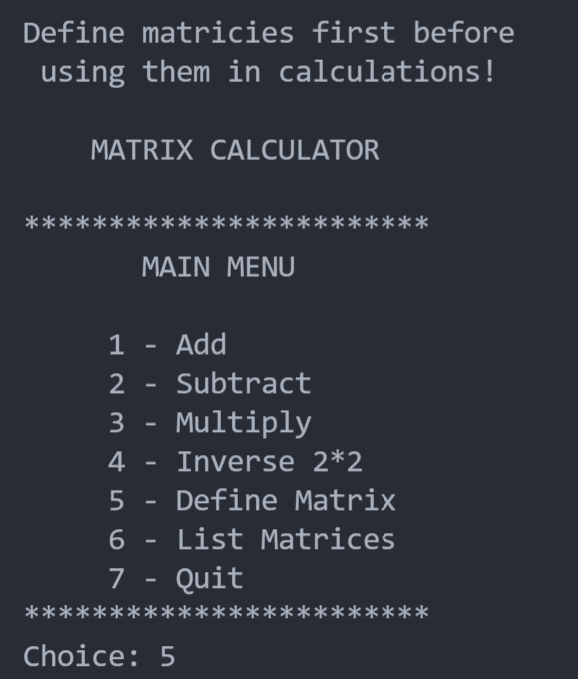 Define matricies first before
using them in calculations!
MATRIX CALCULATOR
************************
MAIN MENU
1 - Add
2 - Subtract
3 - Multiply
4 - Inverse 2*2
5 - Define Matrix
6 - List Matrices
7 - Quit
************************
Choice: 5